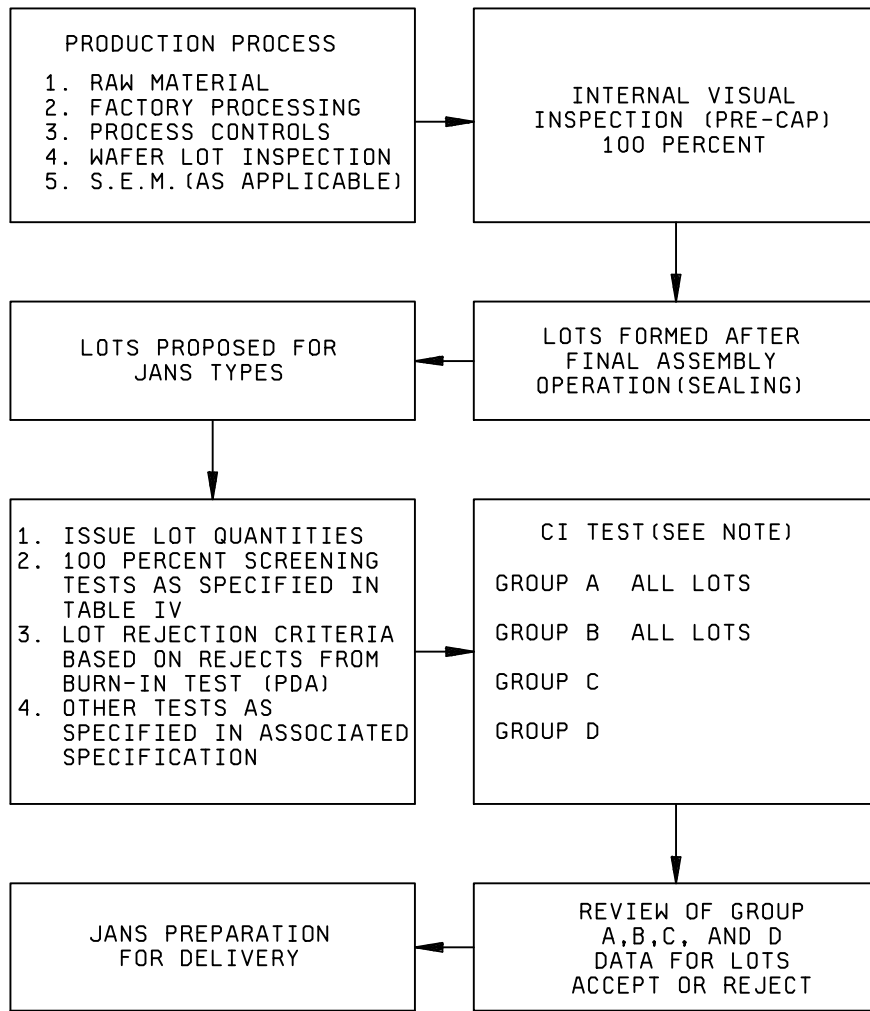 PRODUCTION PROCESS
1. RAW MATERIAL
2. FACTORY PROCESSING
3. PROCESS CONTROLS
4. WAFER LOT INSPECTION
5. S.E.M.(AS APPLICABLE)
INTERNAL VISUAL
INSPECTION (PRE-CAP)
100 PERCENT
LOTS FORMED AFTER
FINAL ASSEMBLY
OPERATION(SEALING)
LOTS PROPOSED FOR
JANS TYPES
1. ISSUE LOT QUANTITIES
2. 100 PERCENT SCREENING
TESTS AS SPECIFIED IN
TABLE IV
3. LOT REJECTION CRITERIA
BASED ON REJECTS FROM
BURN-IN TEST (PDA)
4. OTHER TESTS AS
SPECIFIED IN ASSOCIATED
SPECIFICATION
CI TEST(SEE NOTE)
GROUP A ALL LOTS
GROUP B ALL LOTS
GROUP C
GROUP D
REVIEW OF GROUP
A,B,C, AND D
DATA FOR LOTS
ACCEPT OR REJECT
JANS PREPARATION
FOR DELIVERY